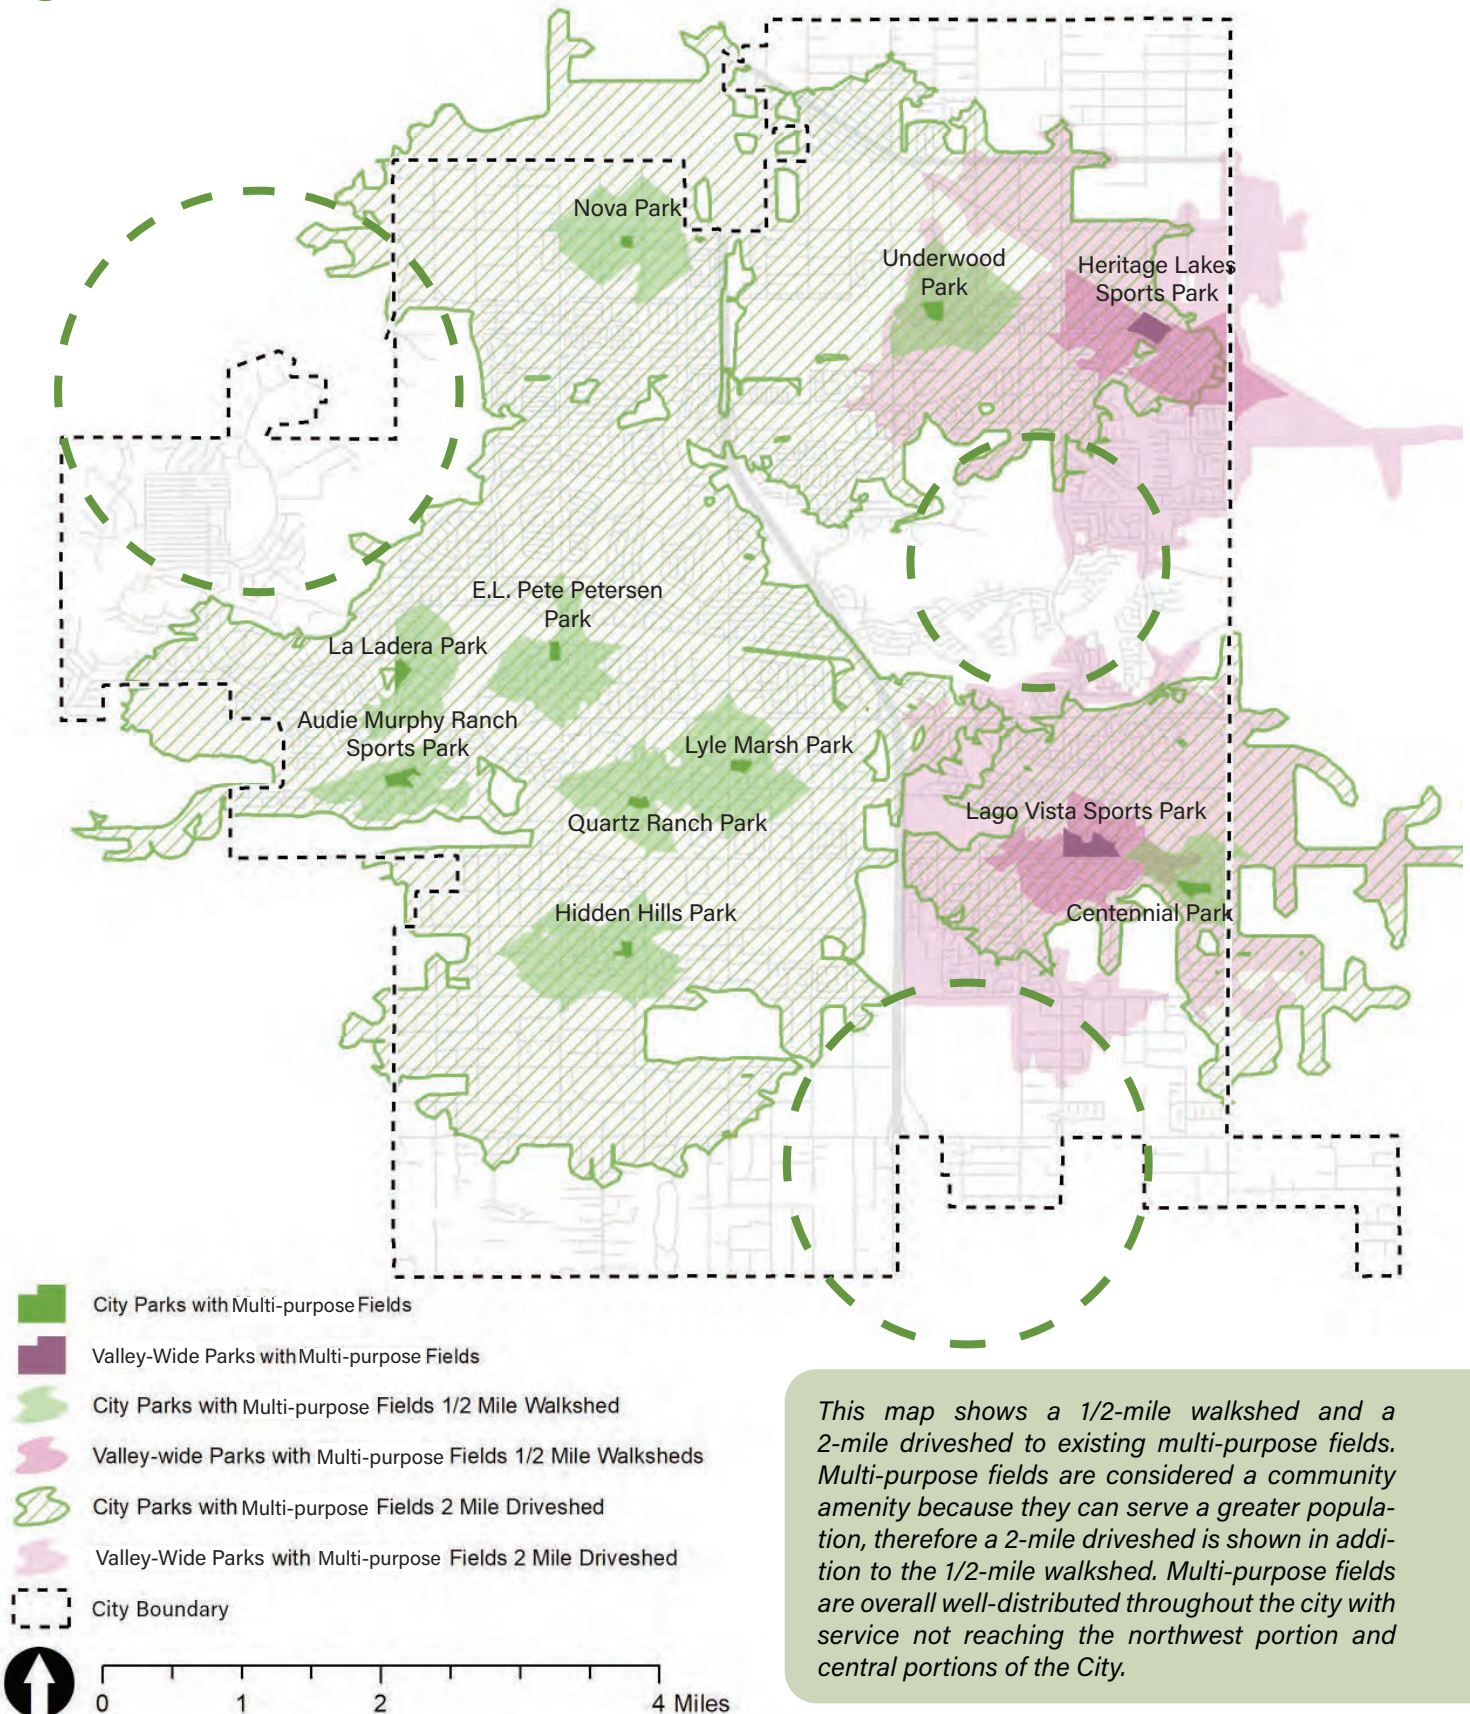 Nova Park
Underwood
Park
Heritage Lakes
Sports Park
E.L. Pete Petersen
Park
La Ladera Park
Audie Murphy Ranch
Sports Park
Lyle Marsh Park
Quartz Ranch Park
Lago Vista Sports Park
Centennial Park
Hidden Hills Park
City Parks with Multi-purpose Fields
Valley-Wide Parks with Multi-purpose Fields
City Parks with Multi-purpose Fields 1/2 Mile Walkshed
Valley-wide Parks with Multi-purpose Fields 1/2 Mile Walksheds
City Parks with Multi-purpose Fields 2 Mile Driveshed
Valley-Wide Parks with Multi-purpose Fields 2 Mile Driveshed
City Boundary
0 1 2 4 Miles
This map shows a 1/2-mile walkshed and a
2-mile driveshed to existing multi-purpose fields.
Multi-purpose fields are considered a community
amenity because they can serve a greater popula-
tion, therefore a 2-mile driveshed is shown in addi-
tion to the 1/2-mile walkshed. Multi-purpose fields
are overall well-distributed throughout the city with
service not reaching the northwest portion and
central portions of the City.